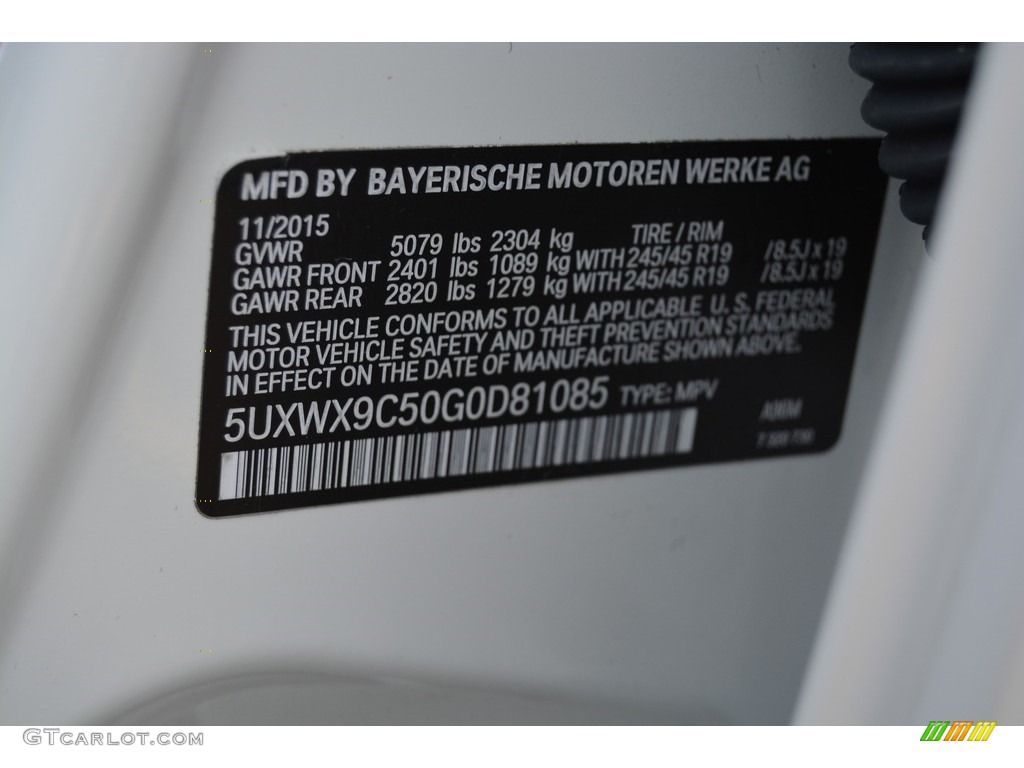 MFD BY BAYERISCHE MOTOREN WERKE AG
11/2015 TIRE / RIM
GVWR 5079 lbs 2304 kg
GAWR FRONT 2401 lbs 1089 kg WITH 245/45 R19 /8.5J x 19
GAWR REAR 2820 lbs 1279 kg WITH 245/45 R19 /8.5J x 19
THIS VEHICLE CONFORMS TO ALL APPLICABLE U.S. FEDERAL
MOTOR VEHICLE SAFETY AND THEFT PREVENTION STANDARDS
IN EFFECT ON THE DATE OF MANUFACTURE SHOWN ABOVE.
5UXWX9C50G0D81085 TYPE: MPV
GTCARLOT.COM